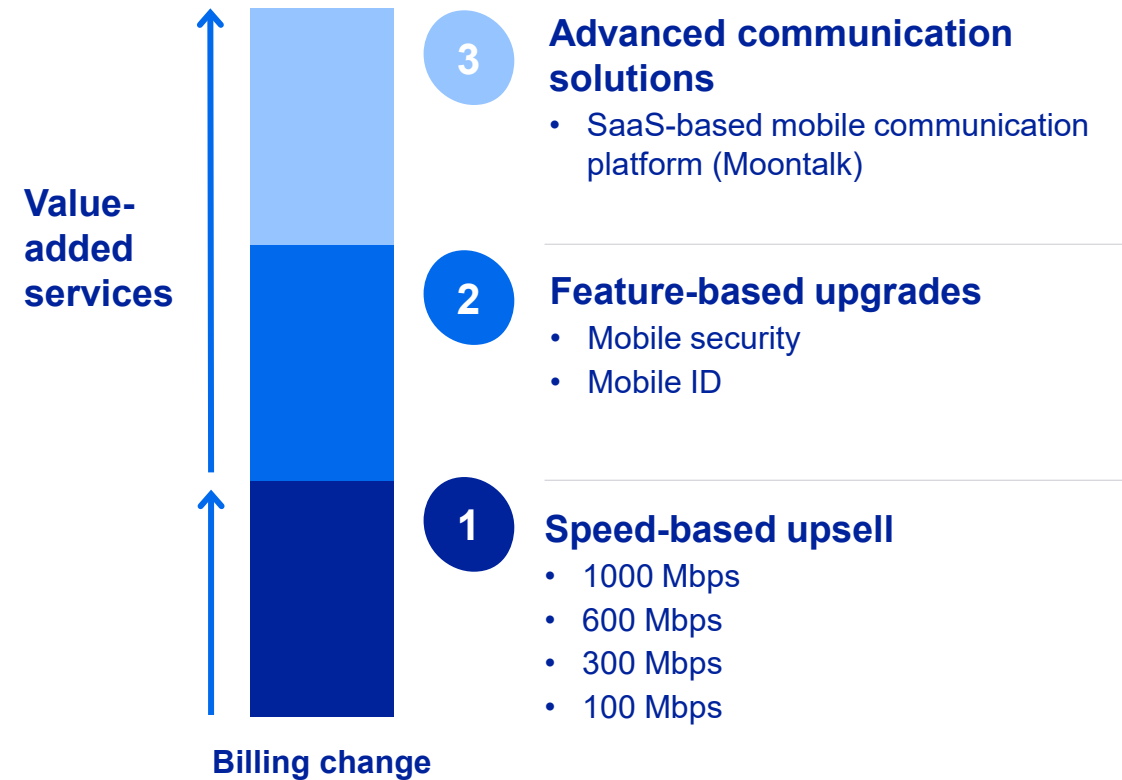 3
Advanced communication
solutions
• SaaS-based mobile communication
platform (Moontalk)
Value-
added
services
2
Feature-based upgrades
• Mobile security
• Mobile ID
1
Speed-based upsell
• 1000 Mbps
• 600 Mbps
• 300 Mbps
• 100 Mbps
Billing change